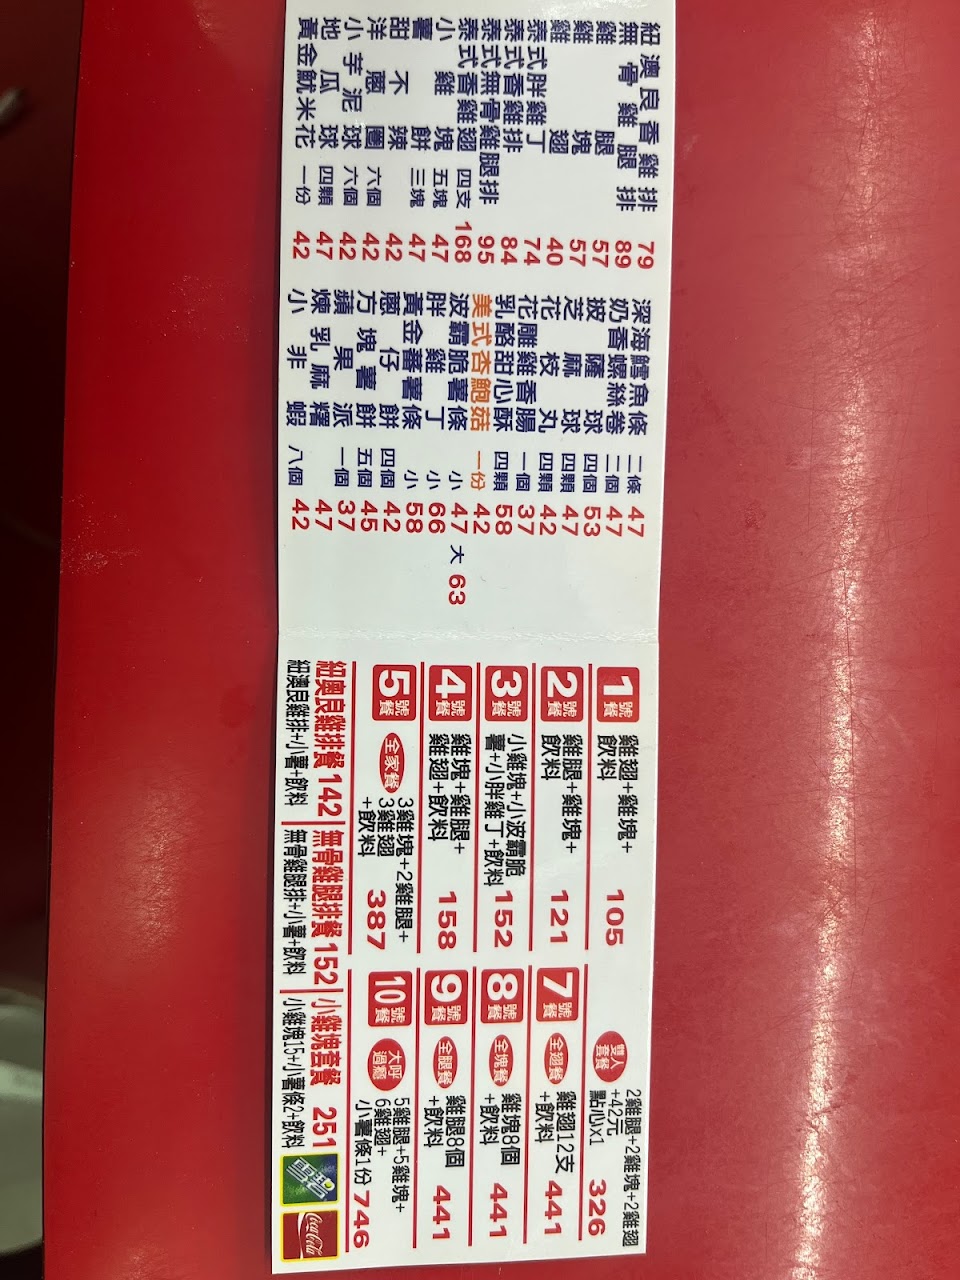 紐澳良香雞排 79
無骨雞腿排 89
雞腿 57
雞塊 57
雞翅 40
泰式胖雞丁 74
泰式香雞排 84
泰式無骨雞腿排 95
泰式香雞翅 四支 168
小雞塊 五塊 47
薯餅 三塊 47
甜不辣 42
洋蔥圈 六個 42
小芋泥球 六個 42
地瓜球 四顆 47
黃金魷米花 一份 42
深海鱈魚條 二條 47
奶香螺絲卷 二個 47
披薩球 四個 53
芝麻球 四顆 47
花枝丸 四顆 42
花雕雞香腸 一個 37
乳酪甜心酥 四顆 58
美式杏鮑菇 一份 42
波霸脆薯條 小 47 大 63
胖雞丁 小 66
黃金蕃薯條 小 58
蔥仔餅 四個 42
方塊薯餅 五個 45
蘋果派 一個 37
煉乳麻糬 47
小非蝦 八個 42
1號餐 雞翅+雞塊+
飲料 105
2號餐 雞腿+雞塊+
飲料 121
3號餐 小雞塊+小波霸脆
薯+小胖雞丁+飲料 152
4號餐 雞塊+雞腿+
雞翅+飲料 158
5號餐 全家餐 3雞塊+2雞腿+
3雞翅
+飲料 387
雙人套餐 2雞腿+2雞塊+2雞翅
+42元
點心x1 326
7號餐 全翅餐 雞翅12支
+飲料 441
8號餐 全塊餐 雞塊8個
+飲料 441
9號餐 全腿餐 雞腿8個
+飲料 441
10號餐 大呼過癮 5雞腿+5雞塊+
6雞翅+
小薯條1份 746
紐奧良雞排餐 142
紐澳良雞排+小薯+飲料
無骨雞腿排餐 152
無骨雞腿排+小薯+飲料
小雞塊套餐 251
小雞塊15+小薯條2+飲料
Coca-Cola